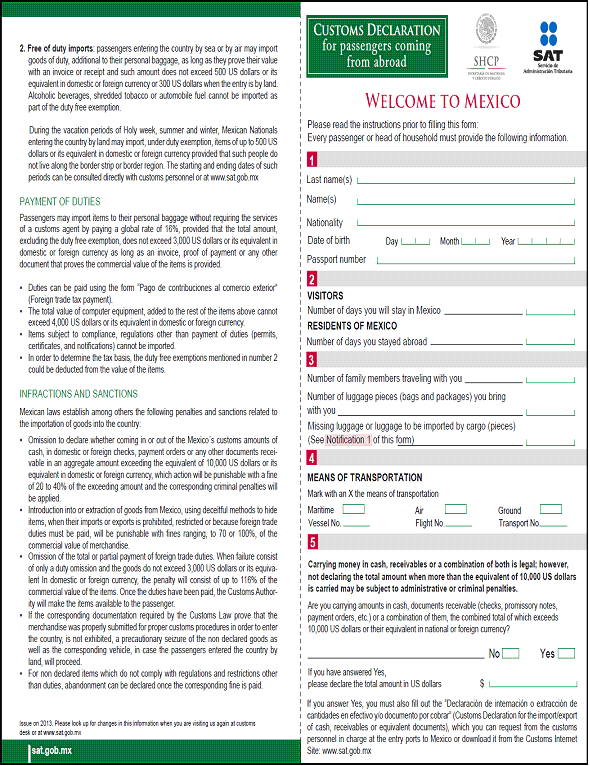 2. Free of duty imports: passengers entering the country by sea or by air may import
goods of duty, additional to their personal baggage, as long as they prove their value
with an invoice or receipt and such amount does not exceed 500 US dollars or its
equivalent in domestic or foreign currency or 300 US dollars when the entry is by land.
Alcoholic beverages, shredded tobacco or automobile fuel cannot be imported as
part of the duty free exemption.
During the vacation periods of Holy week, summer and winter, Mexican Nationals
entering the country by land may import, under duty exemption, items of up to 500 US
dollars or its equivalent in domestic or foreign currency provided that such people do
not live along the border strip or border region. The starting and ending dates of such
periods can be consulted directly with customs personnel or at www.sat.gob.mx
PAYMENT OF DUTIES
Passengers may import items to their personal baggage without requiring the services
of a customs agent by paying a global rate of 16%, provided that the total amount,
excluding the duty free exemption, does not exceed 3,000 US dollars or its equivalent in
domestic or foreign currency as long as an invoice, proof of payment or any other
document that proves the commercial value of the items is provided.
• Duties can be paid using the form "Pago de contribuciones al comercio exterior"
(Foreign trade tax payment).
• The total value of computer equipment, added to the rest of the items above cannot
exceed 4,000 US dollars or its equivalent in domestic or foreign currency.
• Items subject to compliance, regulations other than payment of duties (permits,
certificates, and notifications) cannot be imported.
• In order to determine the tax basis, the duty free exemptions mentioned in number 2
could be deducted from the value of the items.
INFRACTIONS AND SANCTIONS
Mexican laws establish among others the following penalties and sanctions related to
the importation of goods into the country:
• Omission to declare whether coming in or out of the Mexico´s customs amounts of
cash, in domestic or foreign checks, payment orders or any other documents recei-
vable in an aggregate amount exceeding the equivalent of 10,000 US dollars or its
equivalent in domestic or foreign currency, which action will be punishable with a fine
of 20 to 40% of the exceeding amount and the corresponding criminal penalties will
be applied.
• Introduction into or extraction of goods from Mexico, using deceitful methods to hide
items, when their imports or exports is prohibited, restricted or because foreign trade
duties must be paid, will be punishable with fines ranging, to 70 or 100%, of the
commercial value of merchandise.
• Omission of the total or partial payment of foreign trade duties. When failure consist
of only a duty omission and the goods do not exceed 3,000 US dollars or its equiva-
lent In domestic or foreign currency, the penalty will consist of up to 116% of the
commercial value of the items. Once the duties have been paid, the Customs Author-
ity will make the items available to the passenger.
• If the corresponding documentation required by the Customs Law prove that the
merchandise was properly submitted for proper customs procedures in order to enter
the country, is not exhibited, a precautionary seizure of the non declared goods as
well as the corresponding vehicle, in case the passengers entered the country by
land, will proceed.
• For non declared items which do not comply with regulations and restrictions other
than duties, abandonment can be declared once the corresponding fine is paid.
Issue on 2013. Please look up for changes in this information when you are visiting us again at customs
desk or at www.sat.gob.mx
sat.gob.mx
CUSTOMS DECLARATION
for passengers coming
from abroad
SHCP
SECRETARÍA DE HACIENDA
Y CRÉDITO PÚBLICO
SAT
Servicio de
Administración Tributaria
WELCOME TO MEXICO
Please read the instructions prior to filling this form:
Every passenger or head of household must provide the following information.
1
Last name(s)
Name(s)
Nationality
Date of birth Day Month Year
Passport number
2
VISITORS
Number of days you will stay in Mexico
RESIDENTS OF MEXICO
Number of days you stayed abroad
3
Number of family members traveling with you
Number of luggage pieces (bags and packages) you bring
with you
Missing luggage or luggage to be imported by cargo (pieces)
(See Notification 1 of this form)
4
MEANS OF TRANSPORTATION
Mark with an X the means of transportation
Maritime Air Ground
Vessel No. Flight No. Transport No.
5
Carrying money in cash, receivables or a combination of both is legal; however,
not declaring the total amount when more than the equivalent of 10,000 US dollars
is carried may be subject to administrative or criminal penalties.
Are you carrying amounts in cash, documents receivable (checks, promissory notes,
payment orders, etc.) or a combination of them, the combined total of which exceeds
10,000 US dollars or their equivalent in national or foreign currency?
No Yes
If you have answered Yes,
please declare the total amount in US dollars $
If you answer Yes, you must also fill out the "Declaración de internación o extracción de
cantidades en efectivo y/o documento por cobrar" (Customs Declaration for the import/export
of cash, receivables or equivalent documents), which you can request from the customs
personnel in charge at the entry ports to Mexico or download it from the Customs Internet
Site: www.sat.gob.mx